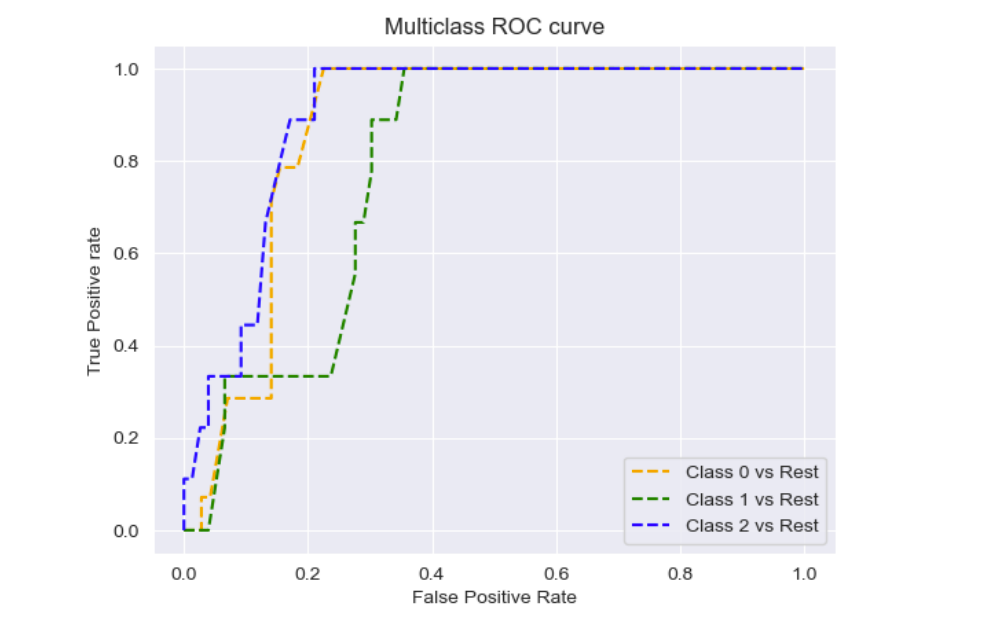 Multiclass ROC curve
True Positive rate
1.0
0.8
0.6
0.4
0.2
0.0
Class 0 vs Rest
Class 1 vs Rest
Class 2 vs Rest
0.0 0.2 0.4 0.6 0.8 1.0
False Positive Rate